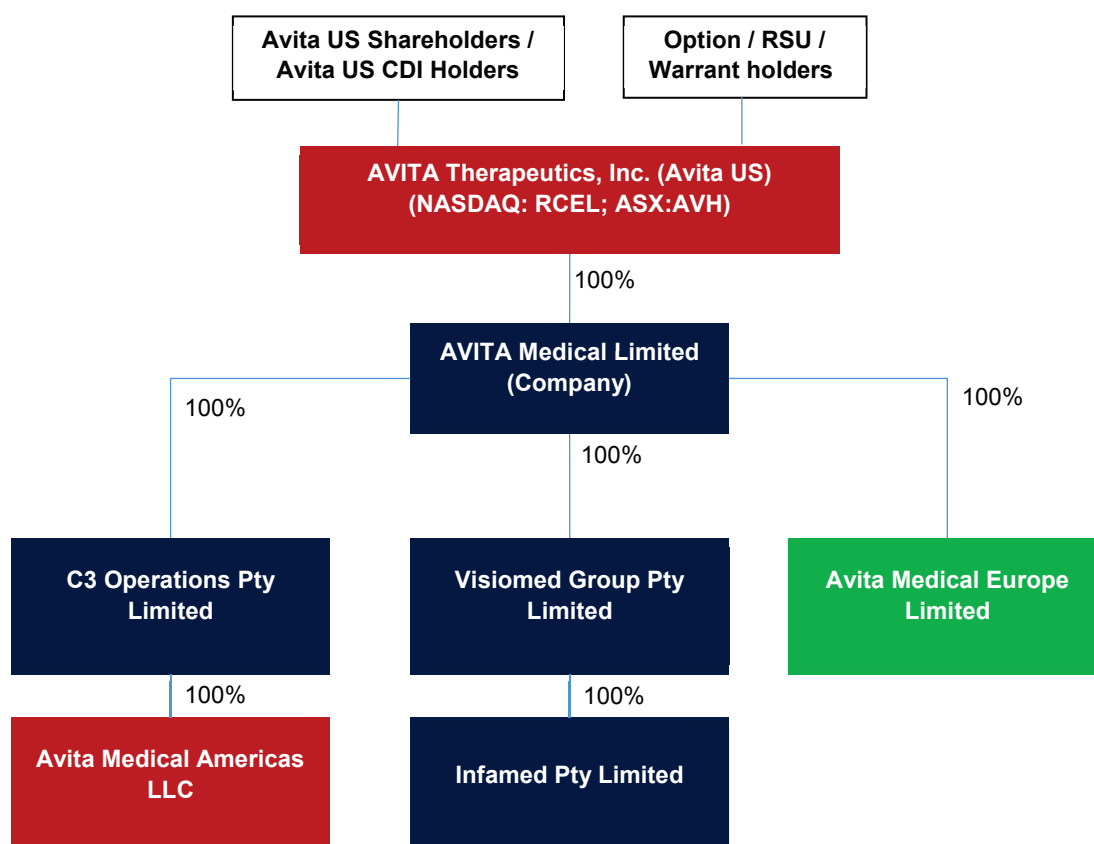 Avita US Shareholders /
Avita US CDI Holders
Option / RSU /
Warrant holders
AVITA Therapeutics, Inc. (Avita US)
(NASDAQ: RCEL; ASX:AVH)
100%
AVITA Medical Limited
(Company)
100%
100%
100%
C3 Operations Pty
Limited
Visiomed Group Pty
Limited
Avita Medical Europe
Limited
100%
100%
Avita Medical Americas
LLC
Infamed Pty Limited